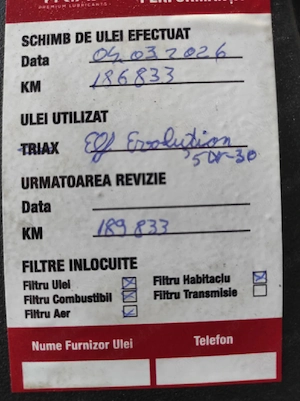 PREMIUM LUBRICANTS
SCHIMB DE ULEI EFECTUAT
Data 04.03.2026
KM 186833
ULEI UTILIZAT
TRIAX Elf Evolution
5W-30
URMATOAREA REVIZIE
Data
KM 189833
FILTRE INLOCUITE
Filtru Ulei
Filtru Habitaclu
Filtru Combustibil
Filtru Transmisie
Filtru Aer
Nume Furnizor Ulei
Telefon